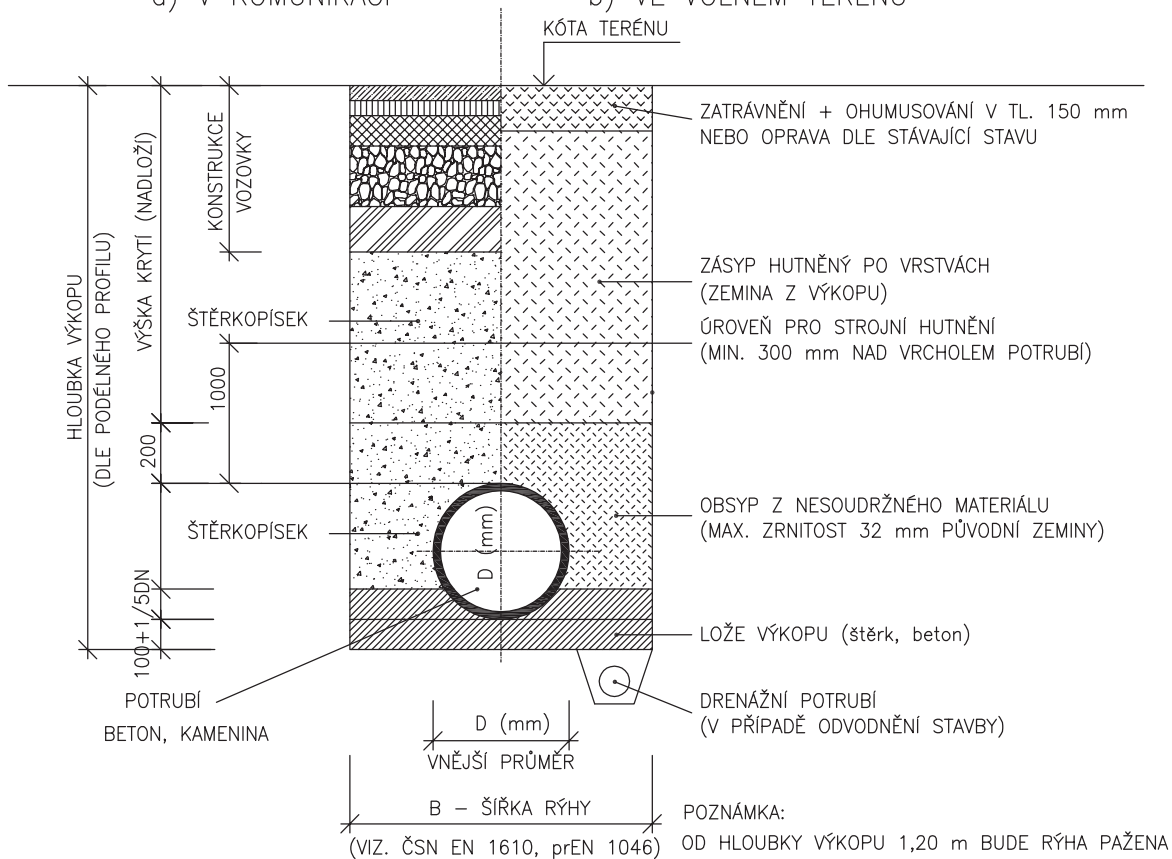 a) V KOMUNIKACI
b) VE VOLNÉM TERÉNU
KÓTA TERÉNU
ZATRÁVNĚNÍ + OHUMUSOVÁNÍ V TL. 150 mm
NEBO OPRAVA DLE STÁVAJÍCÍ STAVU
HLOUBKA VÝKOPU
(DLE PODÉLNÉHO PROFILU)
VÝŠKA KRYTÍ (NADLOŽÍ)
KONSTRUKCE
VOZOVKY
ZÁSYP HUTNĚNÝ PO VRSTVÁCH
(ZEMINA Z VÝKOPU)
ŠTĚRKOPÍSEK
ÚROVEŇ PRO STROJNÍ HUTNĚNÍ
(MIN. 300 mm NAD VRCHOLEM POTRUBÍ)
1000
200
ŠTĚRKOPÍSEK
D (mm)
OBSYP Z NESOUDRŽNÉHO MATERIÁLU
(MAX. ZRNITOST 32 mm PŮVODNÍ ZEMINY)
100+1/5DN
LOŽE VÝKOPU (štěrk, beton)
POTRUBÍ
BETON, KAMENINA
DRENÁŽNÍ POTRUBÍ
(V PŘÍPADĚ ODVODNĚNÍ STAVBY)
D (mm)
VNĚJŠÍ PRŮMĚR
B – ŠÍŘKA RÝHY
(VIZ. ČSN EN 1610, prEN 1046)
POZNÁMKA:
OD HLOUBKY VÝKOPU 1,20 m BUDE RÝHA PAŽENA